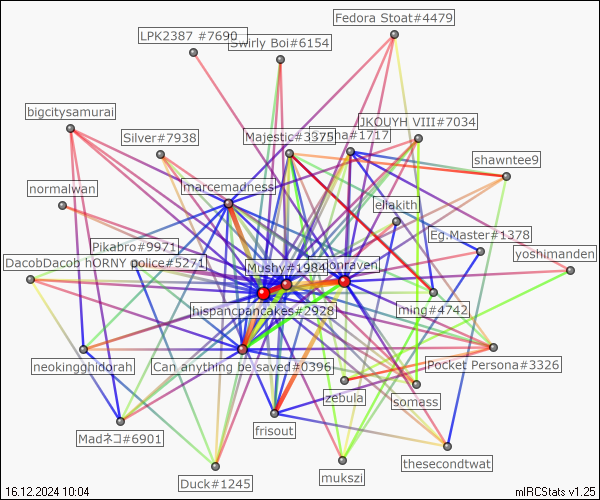 Fedora Stoat#4479
LPK2387 #7690
Swirly Boi#6154
bigcitysamurai
JKOUYH VIII#7034
Silver#7938
Majestic#3375
#1717
shawntee9
normalwan
marcemadness
ellakith
Eg.Master#1378
Pikabro#9971
yoshimanden
DacobDacob hORNY police#5271
Mushy#1984
onraven
hispancpancakes#2928
ming#4742
neokingghidorah
Can anything be saved#0396
Pocket Persona#3326
zebula
somass
Madネコ#6901
frisout
thesecondtwat
Duck#1245
mukszi
16.12.2024 10:04
mIRCStats v1.25